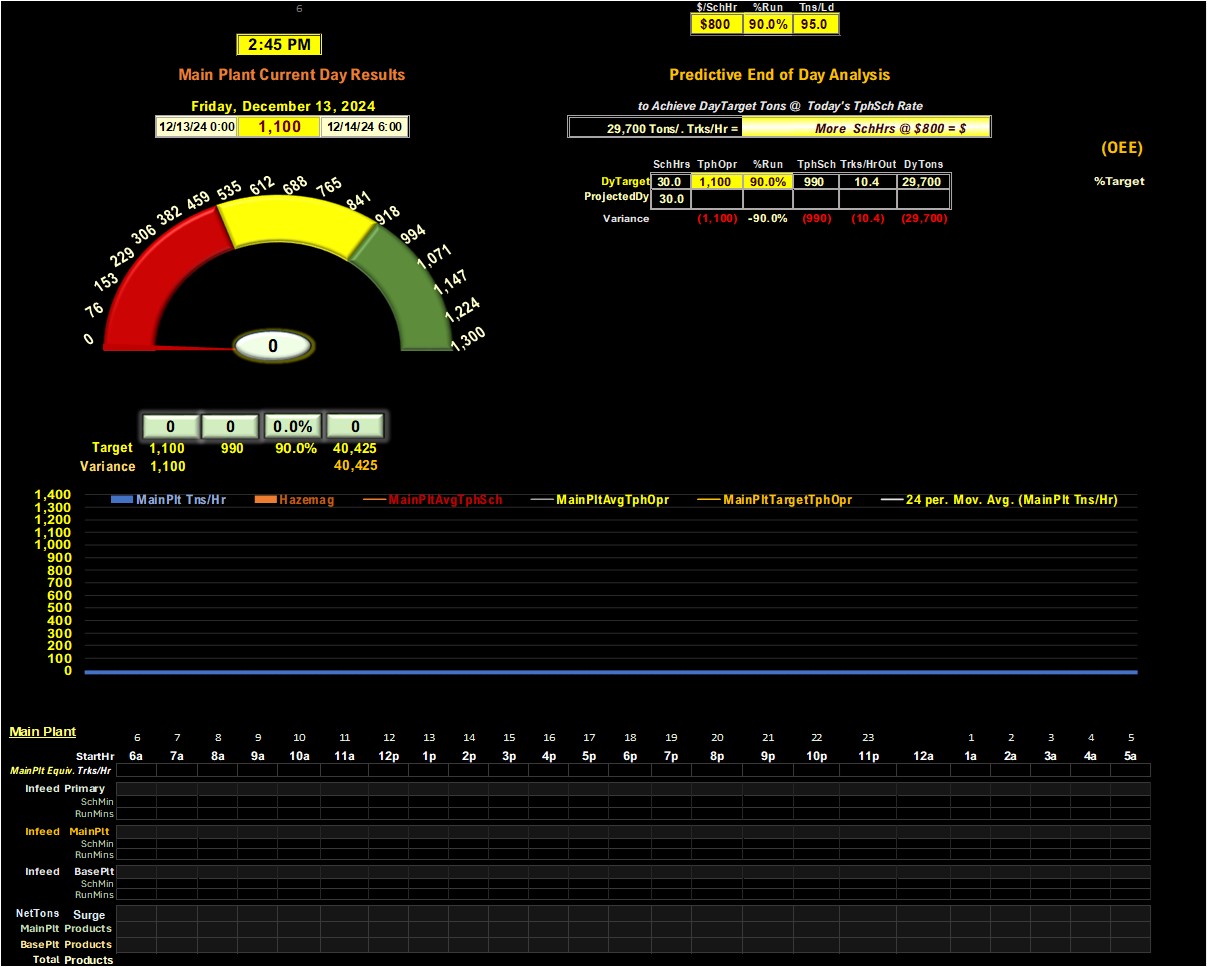 6
$/SchHr %Run Tns/Ld
$800 90.0% 95.0
2:45 PM
Main Plant Current Day Results
Predictive End of Day Analysis
Friday, December 13, 2024
to Achieve DayTarget Tons @ Today's TphSch Rate
12/13/24 0:00 1,100 12/14/24 6:00
29,700 Tons/. Trks/Hr = More SchHrs @ $800 = $
(OEE)
SchHrs TphOpr %Run TphSch Trks/HrOut DyTons
DyTarget 30.0 1,100 90.0% 990 10.4 29,700
%Target
ProjectedDy 30.0
Variance (1,100) -90.0% (990) (10.4) (29,700)
0 76 153 229 306 382 459 535 612 688 765 841 918 994 1,071 1,147 1,224 1,300
0
0 0 0.0% 0
Target 1,100 990 90.0% 40,425
Variance 1,100 40,425
MainPlt Tns/Hr Hazemag MainPltAvgTphSch MainPltAvgTphOpr MainPltTargetTphOpr 24 per. Mov. Avg. (MainPlt Tns/Hr)
1,400
1,300
1,200
1,100
1,000
900
800
700
600
500
400
300
200
100
0
Main Plant
6 7 8 9 10 11 12 13 14 15 16 17 18 19 20 21 22 23 1 2 3 4 5
StartHr 6a 7a 8a 9a 10a 11a 12p 1p 2p 3p 4p 5p 6p 7p 8p 9p 10p 11p 12a 1a 2a 3a 4a 5a
MainPlt Equiv. Trks/Hr
Infeed Primary
SchMin
RunMins
Infeed MainPlt
SchMin
RunMins
Infeed BasePlt
SchMin
RunMins
NetTons Surge
MainPlt Products
BasePlt Products
Total Products